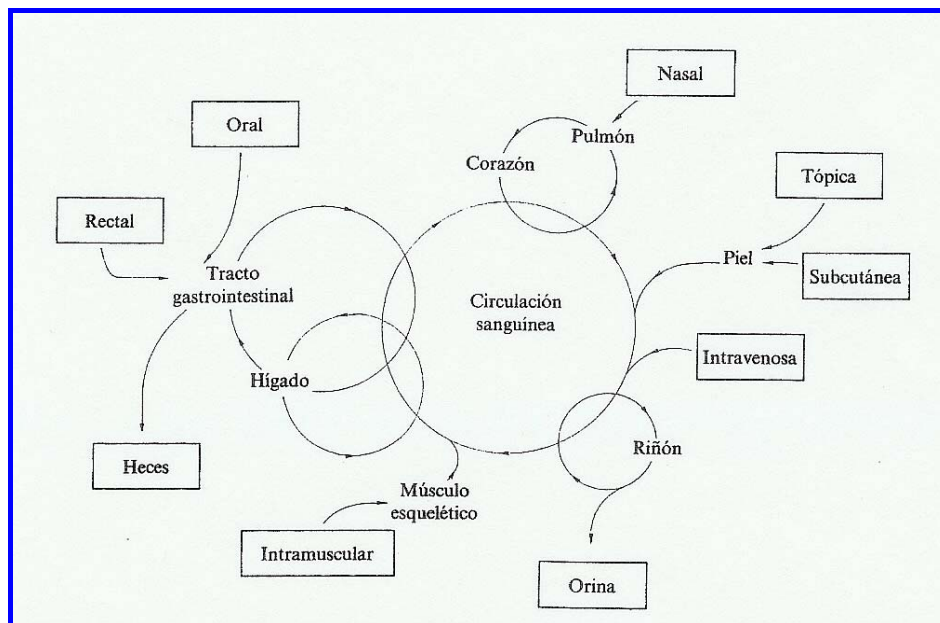 Nasal
Oral
Pulmón
Corazón
Tópica
Rectal
Piel
Tracto
gastrointestinal
Subcutánea
Circulación
sanguínea
Intravenosa
Hígado
Riñón
Heces
Músculo
esquelético
Intramuscular
Orina